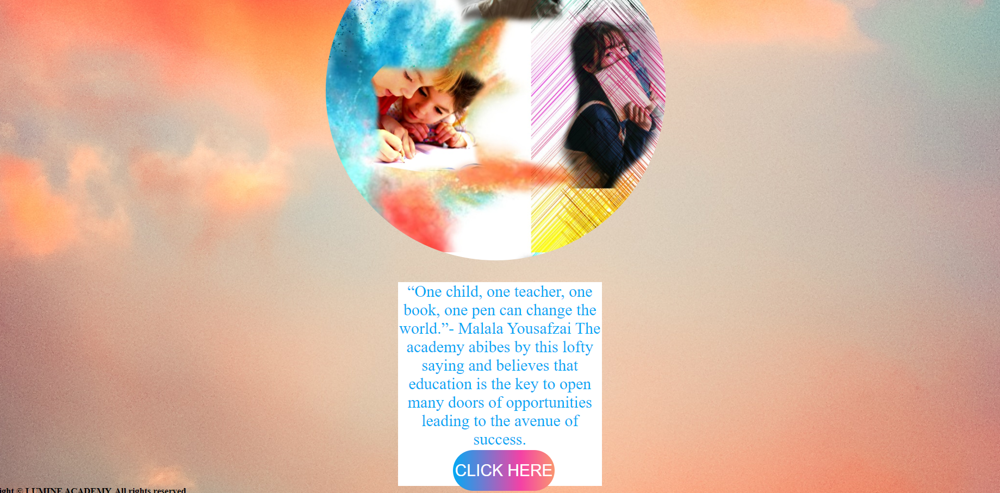 “One child, one teacher, one
book, one pen can change the
world.”- Malala Yousafzai The
academy abibes by this lofty
saying and believes that
education is the key to open
many doors of opportunities
leading to the avenue of
success.
CLICK HERE
ight © LUMINE ACADEMY. All rights reserved